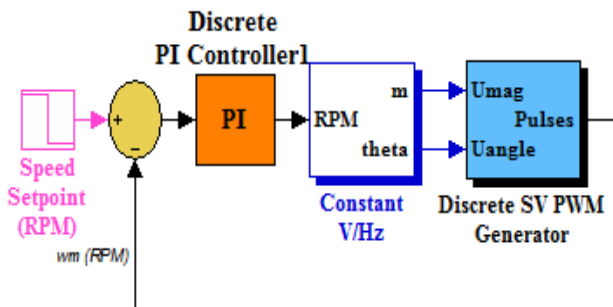 Discrete
PI Controller1
+
−
PI
RPM
m
theta
Umag
Pulses
Uangle
Speed
Setpoint
(RPM)
wm (RPM)
Constant
V/Hz
Discrete SV PWM
Generator